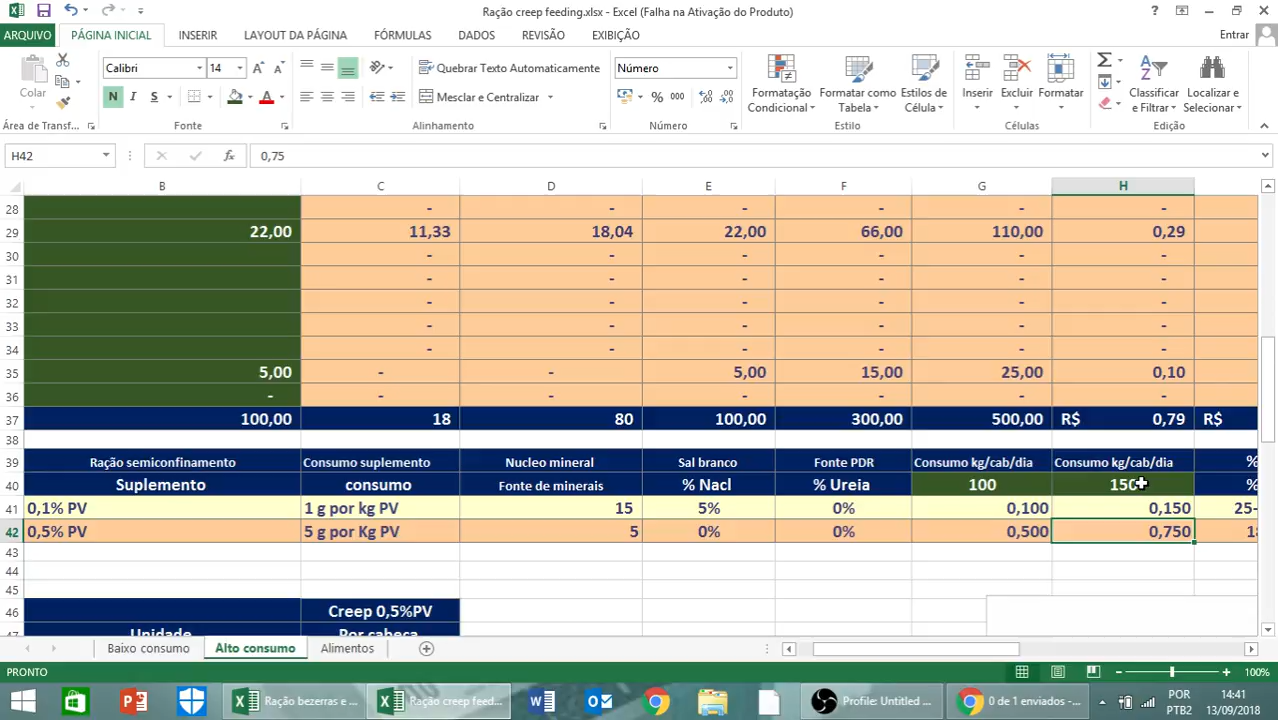 Ração creep feeding.xlsx - Excel (Falha na Ativação do Produto)
ARQUIVO PÁGINA INICIAL INSERIR LAYOUT DA PÁGINA FÓRMULAS DADOS REVISÃO EXIBIÇÃO Entrar
Calibri 14 Quebrar Texto Automaticamente Número
Colar N I S Mesclar e Centralizar % 000 Formatação Condicional Formatar como Tabela Estilos de Célula Inserir Excluir Formatar Classificar e Filtrar Localizar e Selecionar
Área de Transf... Fonte Alinhamento Número Estilo Células Edição
H42 fx 0,75
B C D E F G H
28 - - - - - -
29 22,00 11,33 18,04 22,00 66,00 110,00 0,29
30 - - - - - -
31 - - - - - -
32 - - - - - -
33 - - - - - -
34 - - - - - -
35 5,00 - - 5,00 15,00 25,00 0,10
36 - - - - - - -
37 100,00 18 80 100,00 300,00 500,00 R$ 0,79 R$
38
39 Ração semiconfinamento Consumo suplemento Nucleo mineral Sal branco Fonte PDR Consumo kg/cab/dia Consumo kg/cab/dia %
40 Suplemento consumo Fonte de minerais % Nacl % Ureia 100 150 %
41 0,1% PV 1 g por kg PV 15 5% 0% 0,100 0,150 25-
42 0,5% PV 5 g por Kg PV 5 0% 0% 0,500 0,750 18
43
44
45
46 Creep 0,5%PV
47 Unidade Por cabeça
Baixo consumo Alto consumo Alimentos
PRONTO 100%
Ração bezerras e ... Ração creep feed... Profile: Untitled ... 0 de 1 enviados -... POR 14:41
PTB2 13/09/2018